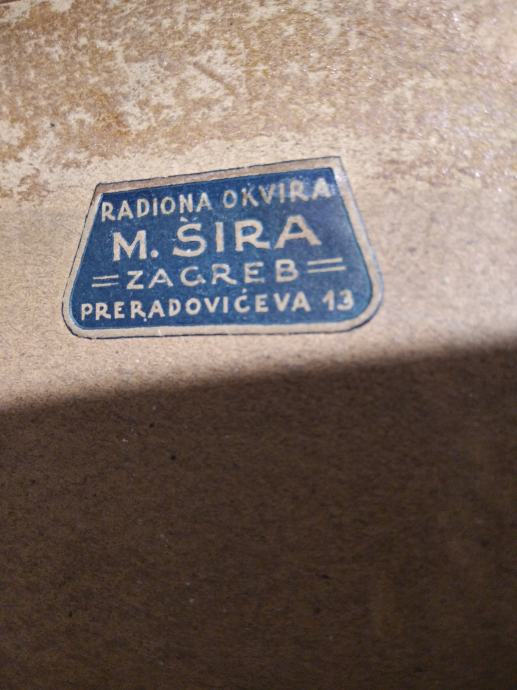 RADIONA OKVIRA
M. ŠIRA
=ZAGREB=
PRERADOVIĆEVA 13